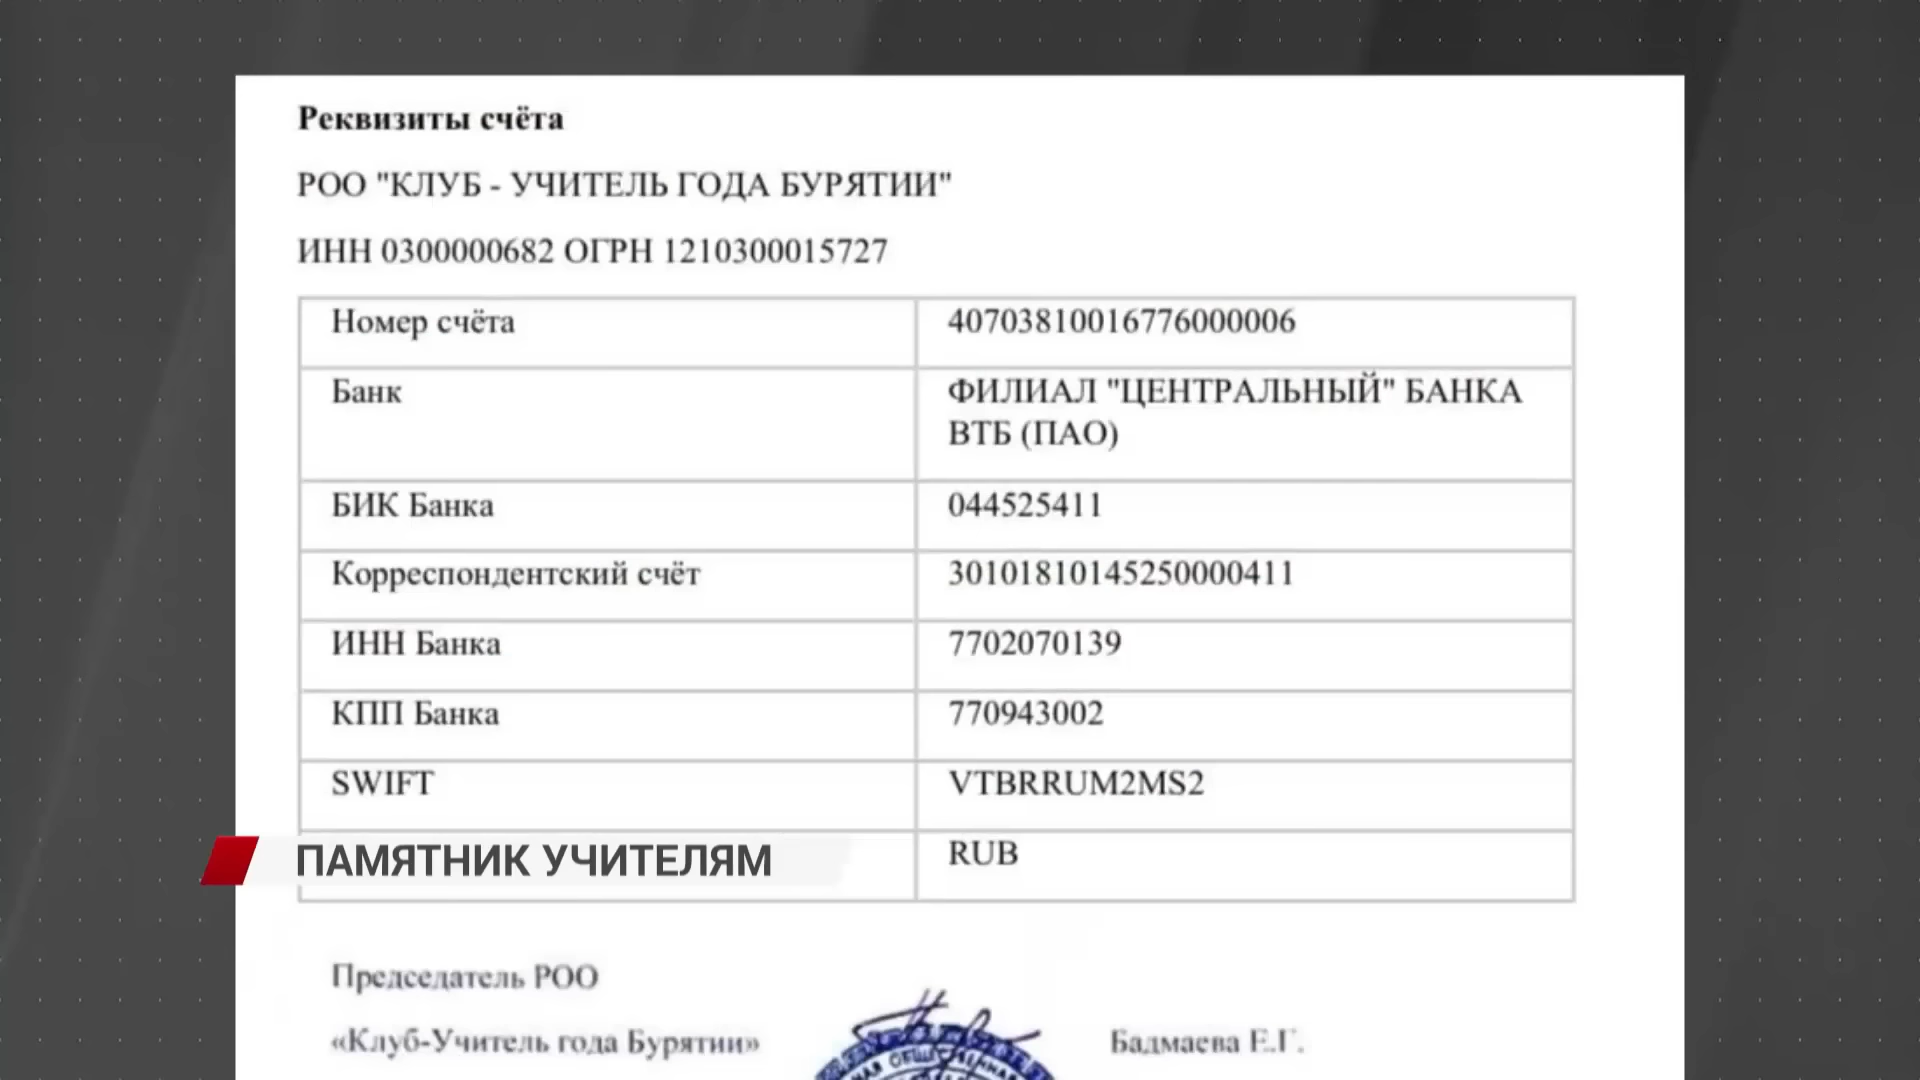 Реквизиты счёта
РОО "КЛУБ - УЧИТЕЛЬ ГОДА БУРЯТИИ"
ИНН 0300000682 ОГРН 1210300015727
Номер счёта 40703810016776000006
Банк ФИЛИАЛ "ЦЕНТРАЛЬНЫЙ" БАНКА
ВТБ (ПАО)
БИК Банка 044525411
Корреспондентский счёт 30101810145250000411
ИНН Банка 7702070139
КПП Банка 770943002
SWIFT VTBRRUM2MS2
RUB
ПАМЯТНИК УЧИТЕЛЯМ
Председатель РОО
«Клуб-Учитель года Бурятии» Бадмаева Е.Г.